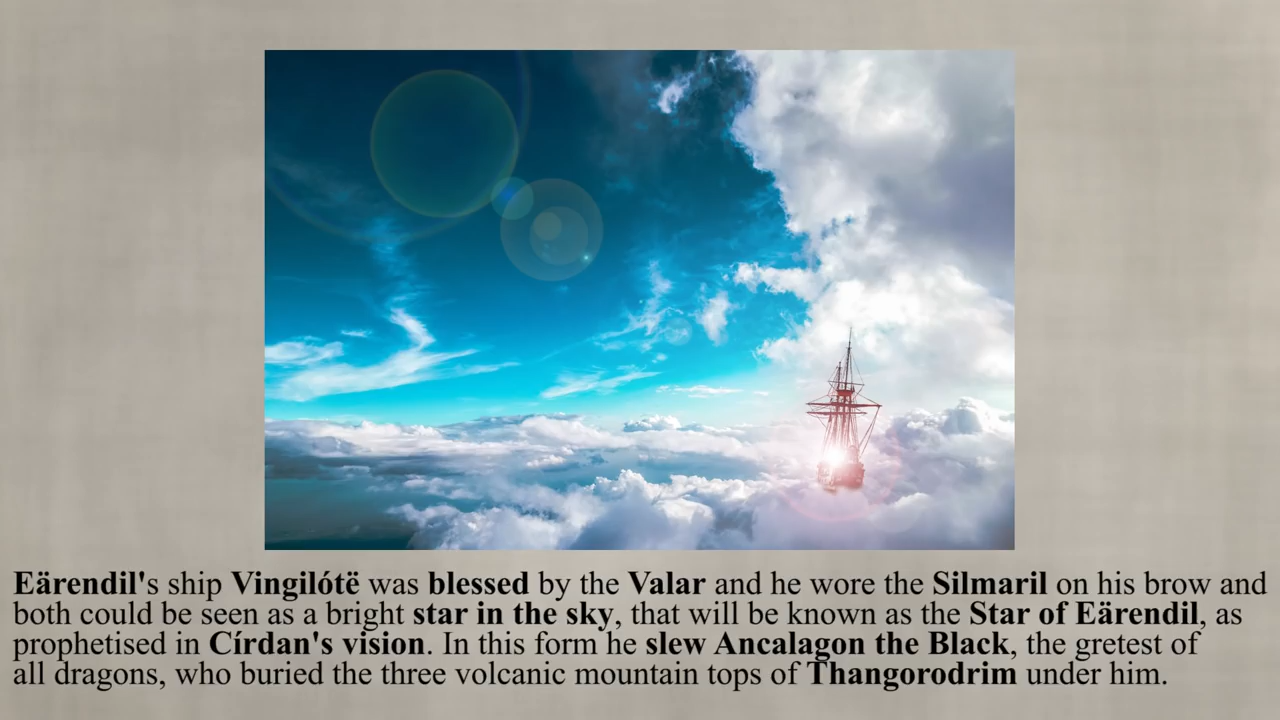 Eärendil's ship Vingilótë was blessed by the Valar and he wore the Silmaril on his brow and
both could be seen as a bright star in the sky, that will be known as the Star of Eärendil, as
prophetised in Círdan's vision. In this form he slew Ancalagon the Black, the gretest of
all dragons, who buried the three volcanic mountain tops of Thangorodrim under him.